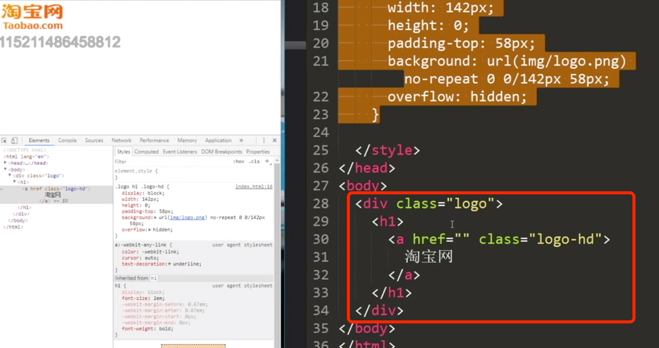 淘宝网
Taobao.com
115211486458812
Elements Console Sources Network Performance Memory Application »
<!DOCTYPE html>
<html lang="en">
<head>…</head>
<body>
<div class="logo">
<h1>
<a href class="logo-hd">
淘宝网
</a> == $0
</h1>
</div>
</body>
</html>
Styles Computed Event Listeners DOM Breakpoints Properties
Filter :hov .cls +
element.style {
}
.logo h1 .logo-hd { index.html:16
display: block;
width: 142px;
height: 0;
padding-top: 58px;
background: url(img/logo.png) no-repeat 0 0/142px
58px;
overflow: hidden;
}
a:-webkit-any-link { user agent stylesheet
color: -webkit-link;
cursor: auto;
text-decoration: underline;
}
Inherited from h1
h1 { user agent stylesheet
display: block;
font-size: 2em;
-webkit-margin-before: 0.67em;
-webkit-margin-after: 0.67em;
-webkit-margin-start: 0px;
-webkit-margin-end: 0px;
font-weight: bold;
}
18 width: 142px;
19 height: 0;
20 padding-top: 58px;
21 background: url(img/logo.png)
no-repeat 0 0/142px 58px;
22 overflow: hidden;
23 }
24
25 </style>
26 </head>
27 <body>
28 <div class="logo">
29 <h1>
30 <a href="" class="logo-hd">
31 淘宝网
32 </a>
33 </h1>
34 </div>
35 </body>
36 </html>